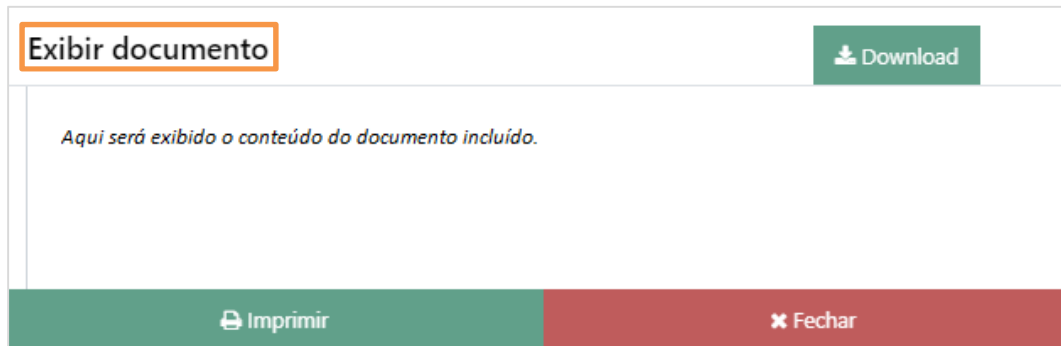 Exibir documento
Download
Aqui será exibido o conteúdo do documento incluído.
Imprimir
Fechar